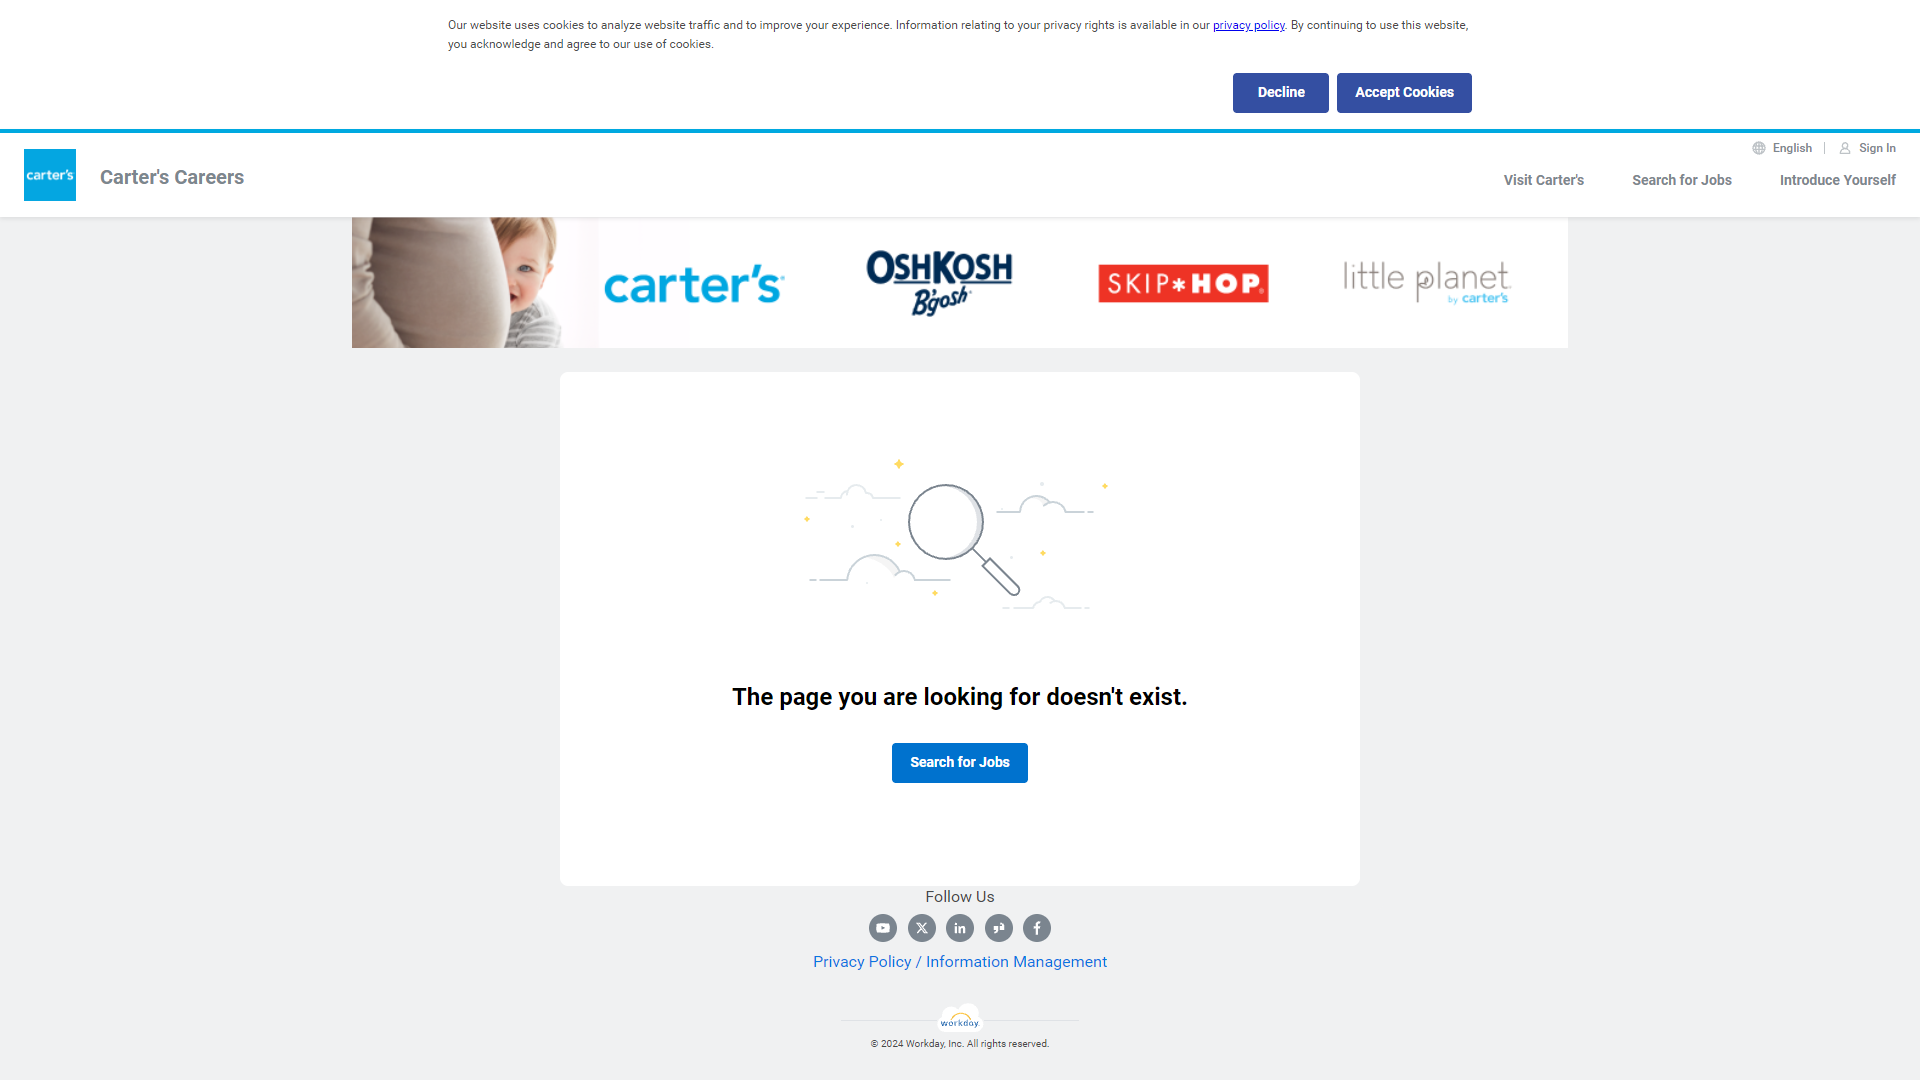 Our website uses cookies to analyze website traffic and to improve your experience. Information relating to your privacy rights is available in our privacy policy. By continuing to use this website,
you acknowledge and agree to our use of cookies.
Decline
Accept Cookies
English
Sign In
carter's
Carter's Careers
Visit Carter's
Search for Jobs
Introduce Yourself
carter's
OSHKOSH
B'gosh
SKIP*HOP
little planet
by carter's
The page you are looking for doesn't exist.
Search for Jobs
Follow Us
Privacy Policy / Information Management
workday.
© 2024 Workday, Inc. All rights reserved.